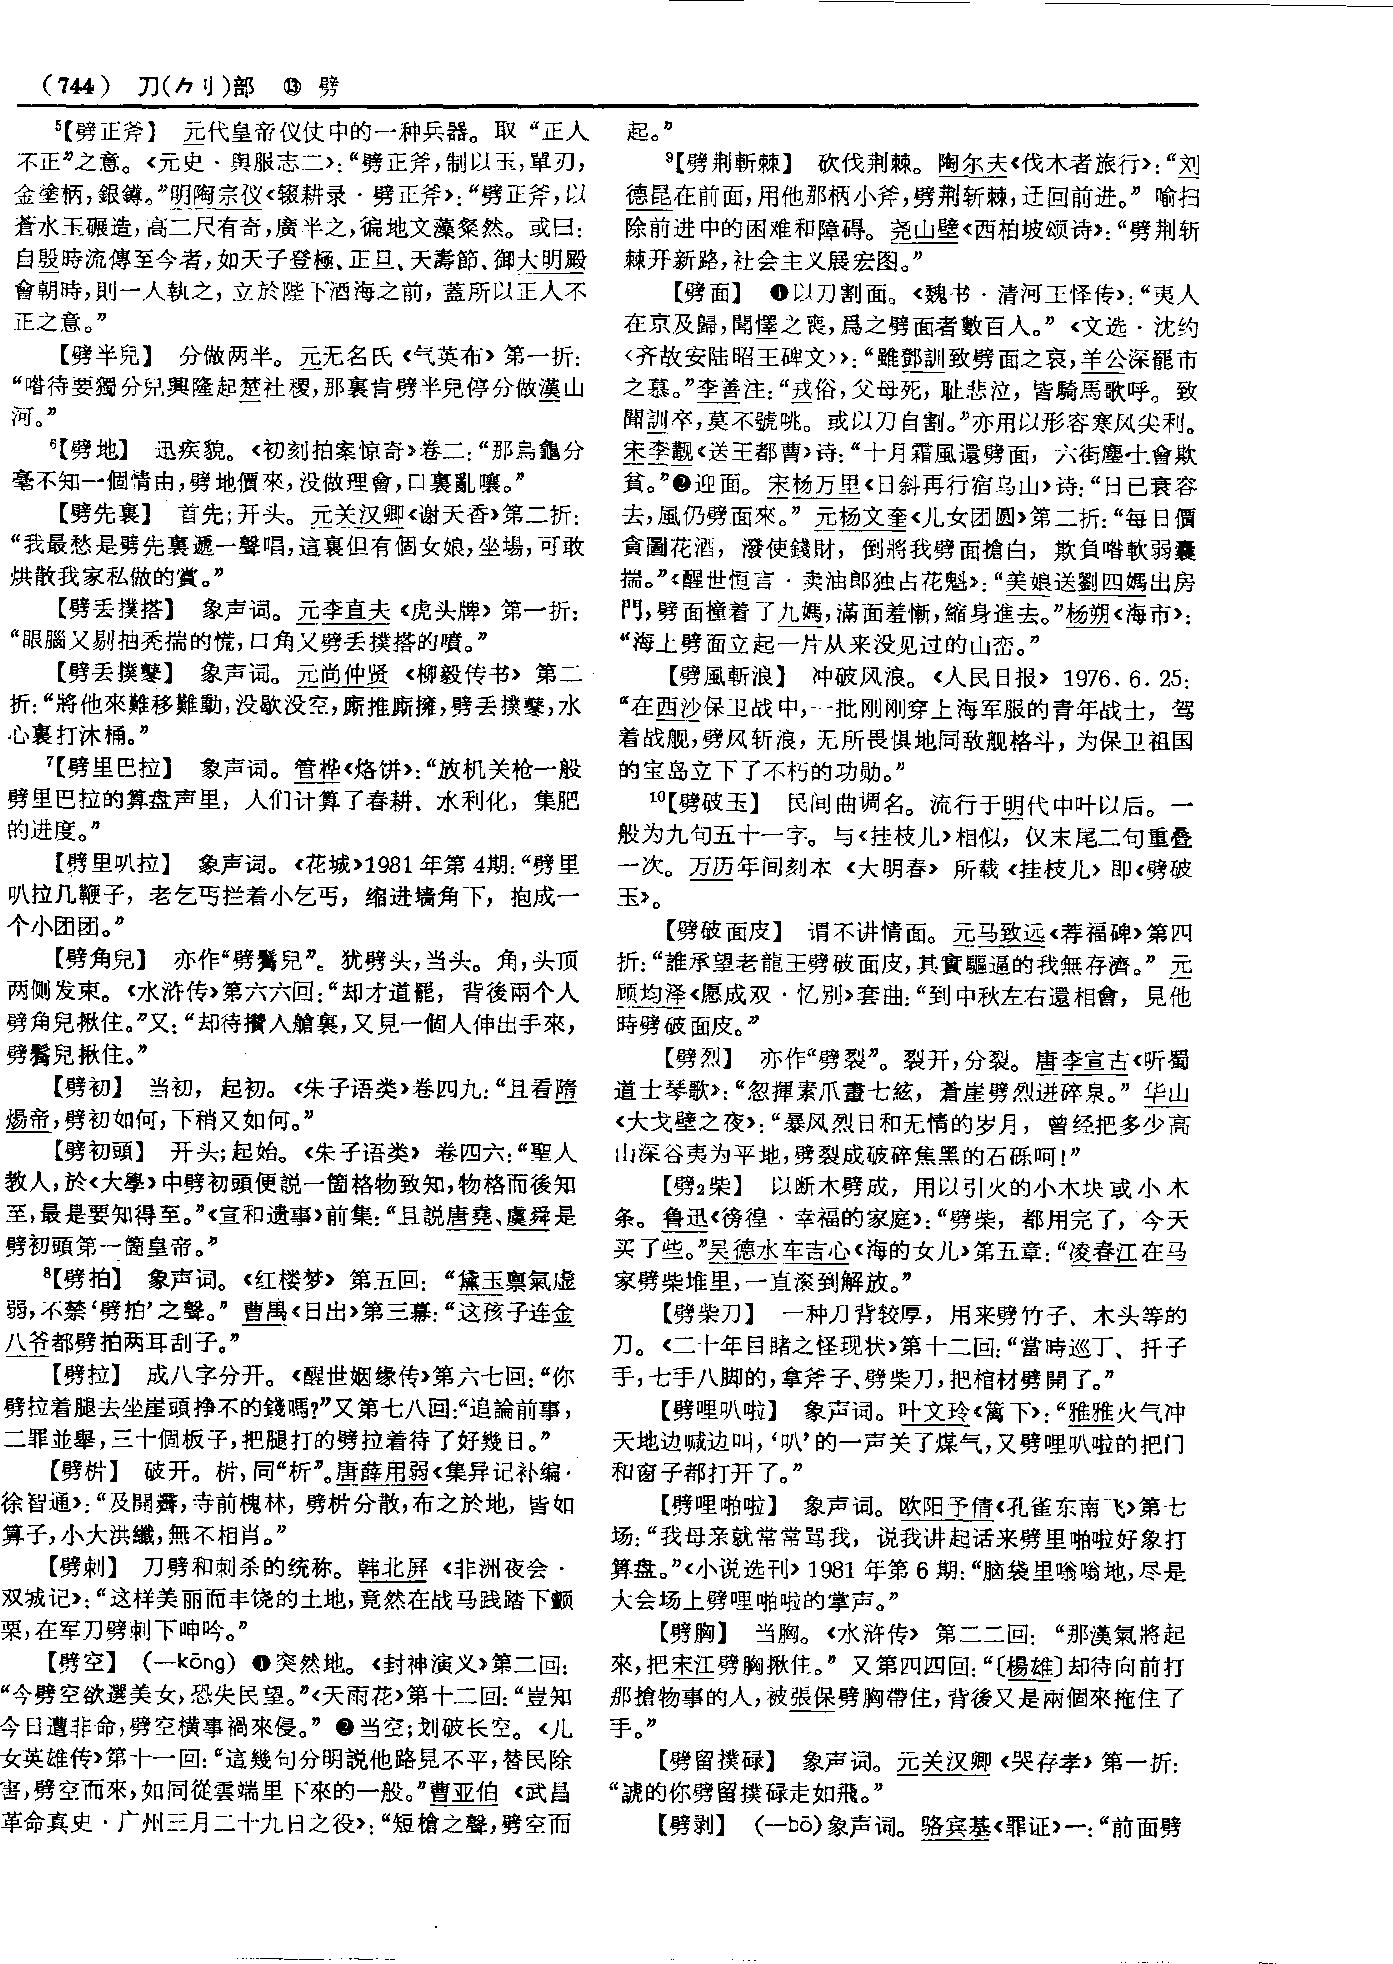 （744） 刀(⺈刂)部 ⑬ 劈
⁵【劈正斧】 元代皇帝仪仗中的一种兵器。取“正人
不正”之意。《元史·舆服志二》：“劈正斧，制以玉，單刃，
金塗柄，銀鐏。”明陶宗仪《辍耕录·劈正斧》：“劈正斧，以
蒼水玉碾造，高二尺有奇，廣半之，徧地文藻粲然。或曰：
自殷時流傳至今者，如天子登極、正旦、天壽節、御大明殿
會朝時，則一人執之，立於陛下酒海之前，蓋所以正人不
正之意。”
【劈半兒】 分做两半。元无名氏《气英布》第一折：
“喒待要獨分兒興隆起楚社稷，那裏肯劈半兒停分做漢山
河。”
⁶【劈地】 迅疾貌。《初刻拍案惊奇》卷二：“那烏龜分
毫不知一個情由，劈地價來，没做理會，口裏亂嚷。”
【劈先裏】 首先；开头。元关汉卿《谢天香》第二折：
“我最愁是劈先裏遞一聲唱，這裏但有個女娘，坐場，可敢
烘散我家私做的賞。”
【劈丢撲搭】 象声词。元李直夫《虎头牌》第一折：
“眼腦又剔抽禿揣的慌，口角又劈丢撲搭的噴。”
【劈丢撲鼕】 象声词。元尚仲贤《柳毅传书》第二
折：“將他來難移難動，没歇没空，廝推廝擁，劈丢撲鼕，水
心裏打沐桶。”
⁷【劈里巴拉】 象声词。管桦《烙饼》：“放机关枪一般
劈里巴拉的算盘声里，人们计算了春耕、水利化，集肥
的进度。”
【劈里叭拉】 象声词。《花城》1981年第4期：“劈里
叭拉几鞭子，老乞丐拦着小乞丐，缩进墙角下，抱成一
个小团团。”
【劈角兒】 亦作“劈鬏兒”。犹劈头，当头。角，头顶
两侧发束。《水浒传》第六六回：“却才道罷，背後兩个人
劈角兒揪住。”又：“却待攢入艙裏，又見一個人伸出手來，
劈鬏兒揪住。”
【劈初】 当初，起初。《朱子语类》卷四九：“且看隋
煬帝，劈初如何，下稍又如何。”
【劈初頭】 开头；起始。《朱子语类》卷四六：“聖人
教人，於《大學》中劈初頭便説一箇格物致知，物格而後知
至，最是要知得至。”《宣和遗事》前集：“且説唐堯、虞舜是
劈初頭第一箇皇帝。”
⁸【劈拍】 象声词。《红楼梦》第五回：“黛玉禀氣虚
弱，不禁‘劈拍’之聲。”曹禺《日出》第三幕：“这孩子连金
八爷都劈拍两耳刮子。”
【劈拉】 成八字分开。《醒世姻缘传》第六七回：“你
劈拉着腿去坐崖頭挣不的錢嗎？”又第七八回：“追論前事，
二罪並舉，三十個板子，把腿打的劈拉着待了好幾日。”
【劈㭊】 破开。㭊，同“析”。唐薛用弱《集异记补编·
徐智通》：“及開霽，寺前槐林，劈㭊分散，布之於地，皆如
算子，小大洪纖，無不相肖。”
【劈刺】 刀劈和刺杀的统称。韩北屏《非洲夜会·
双城记》：“这样美丽而丰饶的土地，竟然在战马践踏下颤
栗，在军刀劈刺下呻吟。”
【劈空】 (—kōng) ❶突然地。《封神演义》第二回：
“今劈空欲選美女，恐失民望。”《天雨花》第十二回：“豈知
今日遭非命，劈空横事禍來侵。”❷当空；划破长空。《儿
女英雄传》第十一回：“這幾句分明説他路見不平，替民除
害，劈空而來，如同從雲端里下來的一般。”曹亚伯《武昌
革命真史·广州三月二十九日之役》：“短槍之聲，劈空而
起。”
⁹【劈荆斬棘】 砍伐荆棘。陶尔夫《伐木者旅行》：“刘
德昆在前面，用他那柄小斧，劈荆斩棘，迂回前进。”喻扫
除前进中的困难和障碍。尧山壁《西柏坡颂诗》：“劈荆斩
棘开新路，社会主义展宏图。”
【劈面】 ❶以刀割面。《魏书·清河王怿传》：“夷人
在京及歸，聞懌之喪，爲之劈面者數百人。”《文选·沈约
〈齐故安陆昭王碑文〉》：“雖鄧訓致劈面之哀，羊公深罷市
之慕。”李善注：“戎俗，父母死，耻悲泣，皆騎馬歌呼。致
聞訓卒，莫不號咷。或以刀自割。”亦用以形容寒风尖利。
宋李覯《送王都曹》诗：“十月霜風還劈面，六街塵土會欺
貧。”❷迎面。宋杨万里《日斜再行宿乌山》诗：“日已衰容
去，風仍劈面來。”元杨文奎《儿女团圆》第二折：“每日價
貪圖花酒，潑使錢財，倒將我劈面搶白，欺負喒軟弱囊
揣。”《醒世恒言·卖油郎独占花魁》：“美娘送劉四媽出房
門，劈面撞着了九媽，滿面羞慚，縮身進去。”杨朔《海市》：
“海上劈面立起一片从来没见过的山峦。”
【劈風斬浪】 冲破风浪。《人民日报》1976.6.25：
“在西沙保卫战中，一批刚刚穿上海军服的青年战士，驾
着战舰，劈风斩浪，无所畏惧地同敌舰格斗，为保卫祖国
的宝岛立下了不朽的功勋。”
¹⁰【劈破玉】 民间曲调名。流行于明代中叶以后。一
般为九句五十一字。与《挂枝儿》相似，仅末尾二句重叠
一次。万历年间刻本《大明春》所载《挂枝儿》即《劈破
玉》。
【劈破面皮】 谓不讲情面。元马致远《荐福碑》第四
折：“誰承望老龍王劈破面皮，其實驅逼的我無存濟。”元
顾均泽《愿成双·忆别》套曲：“到中秋左右還相會，見他
時劈破面皮。”
【劈烈】 亦作“劈裂”。裂开，分裂。唐李宣古《听蜀
道士琴歌》：“忽揮素爪畫七絃，蒼崖劈烈迸碎泉。”华山
《大戈壁之夜》：“暴风烈日和无情的岁月，曾经把多少高
山深谷夷为平地，劈裂成破碎焦黑的石砾呵！”
【劈₂柴】 以断木劈成，用以引火的小木块或小木
条。鲁迅《徬徨·幸福的家庭》：“劈柴，都用完了，今天
买了些。”吴德水车吉心《海的女儿》第五章：“凌春江在马
家劈柴堆里，一直滚到解放。”
【劈柴刀】 一种刀背较厚，用来劈竹子、木头等的
刀。《二十年目睹之怪现状》第十二回：“當時巡丁、扦子
手，七手八脚的，拿斧子、劈柴刀，把棺材劈開了。”
【劈哩叭啦】 象声词。叶文玲《篱下》：“雅雅火气冲
天地边喊边叫，‘叭’的一声关了煤气，又劈哩叭啦的把门
和窗子都打开了。”
【劈哩啪啦】 象声词。欧阳予倩《孔雀东南飞》第七
场：“我母亲就常常骂我，说我讲起话来劈里啪啦好象打
算盘。”《小说选刊》1981年第6期：“脑袋里嗡嗡地，尽是
大会场上劈哩啪啦的掌声。”
【劈胸】 当胸。《水浒传》第二二回：“那漢氣將起
來，把宋江劈胸揪住。”又第四四回：“〔楊雄〕却待向前打
那搶物事的人，被張保劈胸帶住，背後又是兩個來拖住了
手。”
【劈留撲碌】 象声词。元关汉卿《哭存孝》第一折：
“諕的你劈留撲碌走如飛。”
【劈剥】 (—bō)象声词。骆宾基《罪证》一：“前面劈